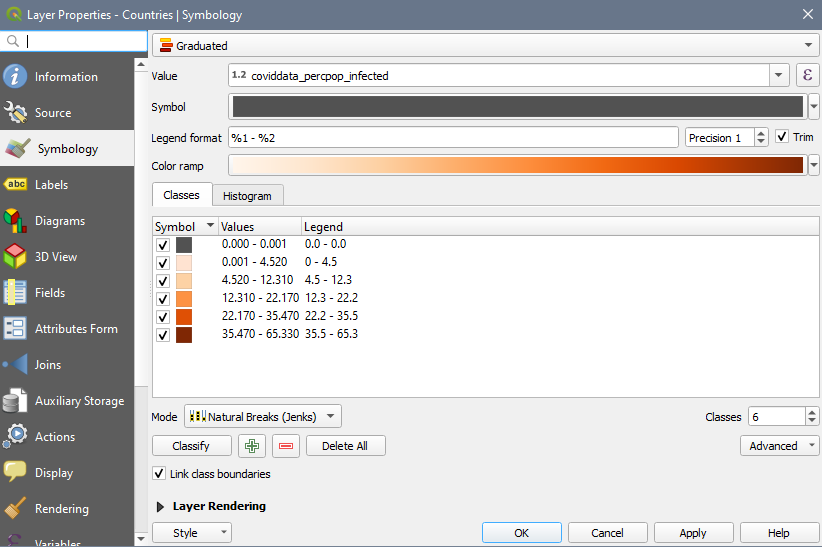 Layer Properties - Countries | Symbology
Information
Source
Symbology
abc Labels
Diagrams
3D View
Fields
Attributes Form
Joins
Auxiliary Storage
Actions
Display
Rendering
Variables
Graduated
Value 1.2 coviddata_percpop_infected ε
Symbol
Legend format %1 - %2 Precision 1 Trim
Color ramp
Classes Histogram
Symbol Values Legend
0.000 - 0.001 0.0 - 0.0
0.001 - 4.520 0 - 4.5
4.520 - 12.310 4.5 - 12.3
12.310 - 22.170 12.3 - 22.2
22.170 - 35.470 22.2 - 35.5
35.470 - 65.330 35.5 - 65.3
Mode Natural Breaks (Jenks) Classes 6
Classify Delete All Advanced
Link class boundaries
Layer Rendering
Style OK Cancel Apply Help